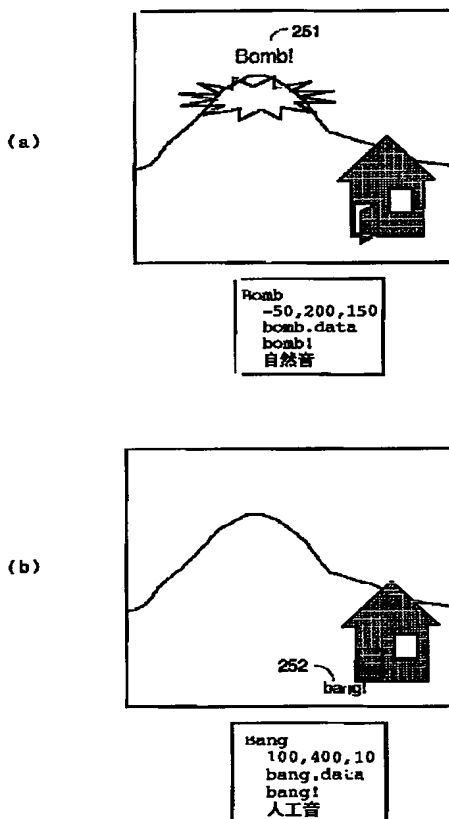 251
Bomb!
(a)
Bomb
-50,200,150
bomb.data
bomb!
自然音
(b)
252
bang!
Bang
100,400,10
bang.data
bang!
人工音